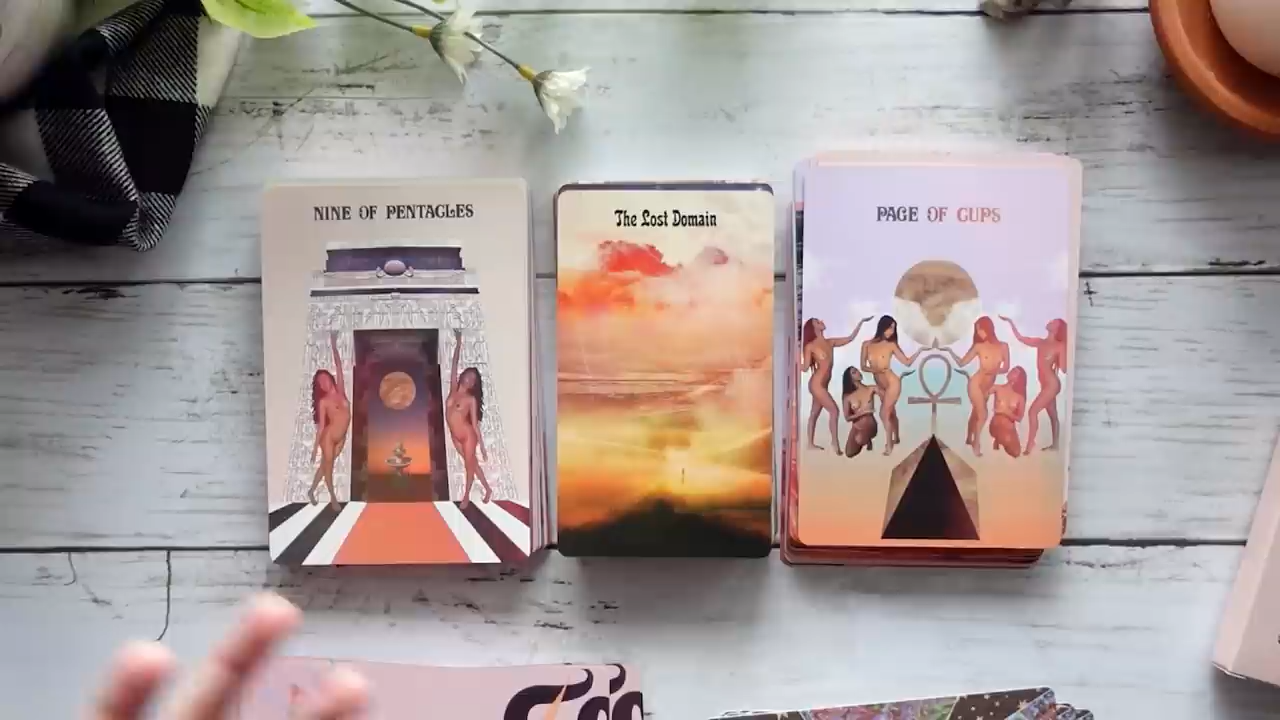 NINE OF PENTACLES
The Lost Domain
PAGE OF CUPS